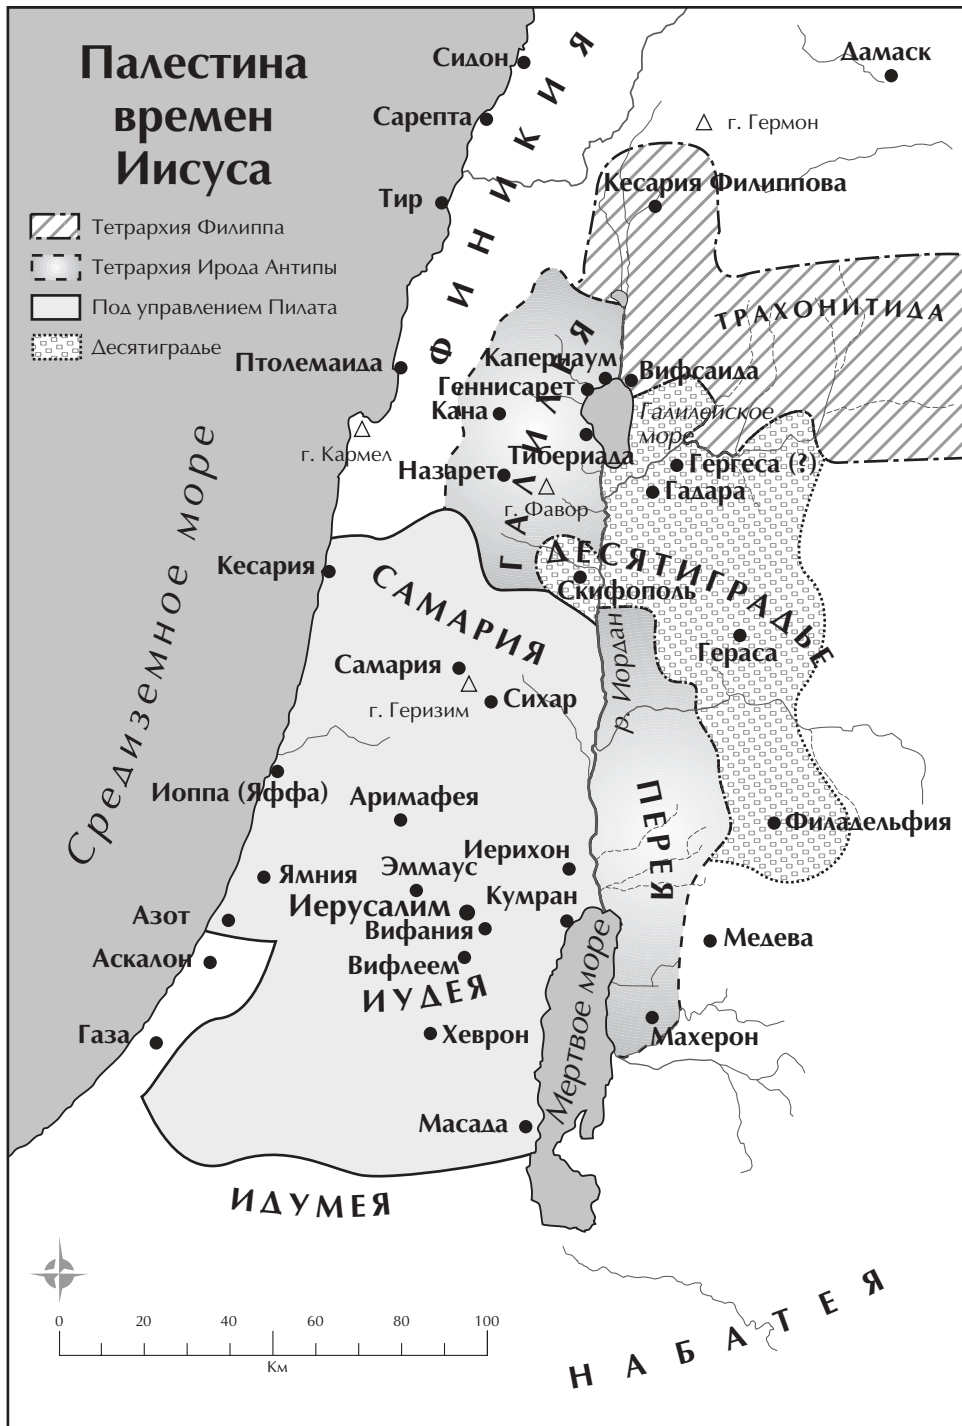 Палестина
времен
Иисуса
Тетрархия Филиппа
Тетрархия Ирода Антипы
Под управлением Пилата
Десятиградье
Сидон
Дамаск
Сарепта
г. Гермон
ФИНИКИЯ
Тир
Кесария Филиппова
ТРАХОНИТИДА
Птолемаида
Капернаум
Вифсаида
Геннисарет
Кана
Галилейское
море
г. Кармел
Тибериада
Назарет
Гергеса (?)
Гадара
г. Фавор
ГАЛИЛЕЯ
Средиземное море
Кесария
САМАРИЯ
ДЕСЯТИГРАДЬЕ
Скифополь
Гераса
р. Иордан
Самария
г. Геризим
Сихар
Иоппа (Яффа)
Аримафея
ПЕРЕЯ
Филадельфия
Иерихон
Эммаус
Ямния
Иерусалим
Кумран
Азот
Вифания
Медева
Аскалон
Вифлеем
ИУДЕЯ
Мертвое море
Газа
Хеврон
Махерон
Масада
ИДУМЕЯ
НАБАТЕЯ
0 20 40 60 80 100
Км